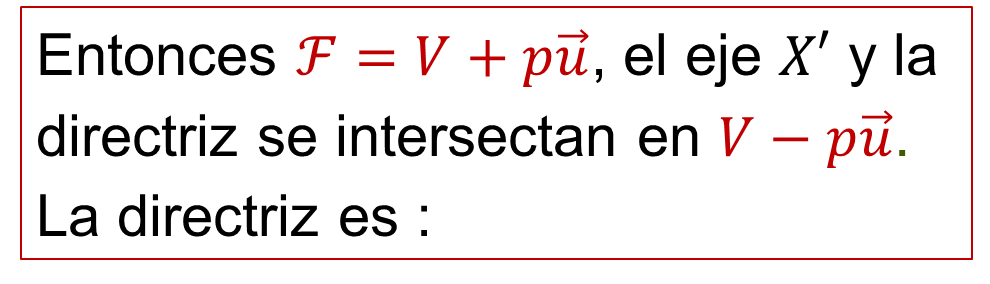 Entonces ℱ = V + pu⃗, el eje X′ y la
directriz se intersectan en V − pu⃗.
La directriz es :